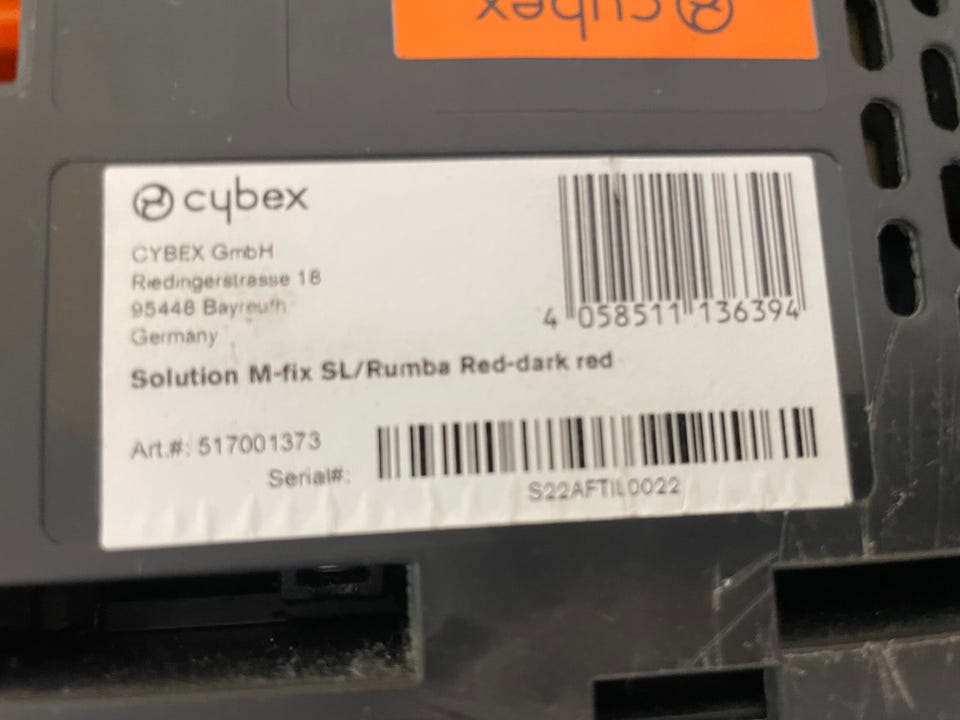 cybex
cybex
CYBEX GmbH
Riedingerstrasse 18
95448 Bayreuth
Germany
4 058511 136394
Solution M-fix SL/Rumba Red-dark red
Art.#: 517001373
Serial#:
S22AFTIL0022